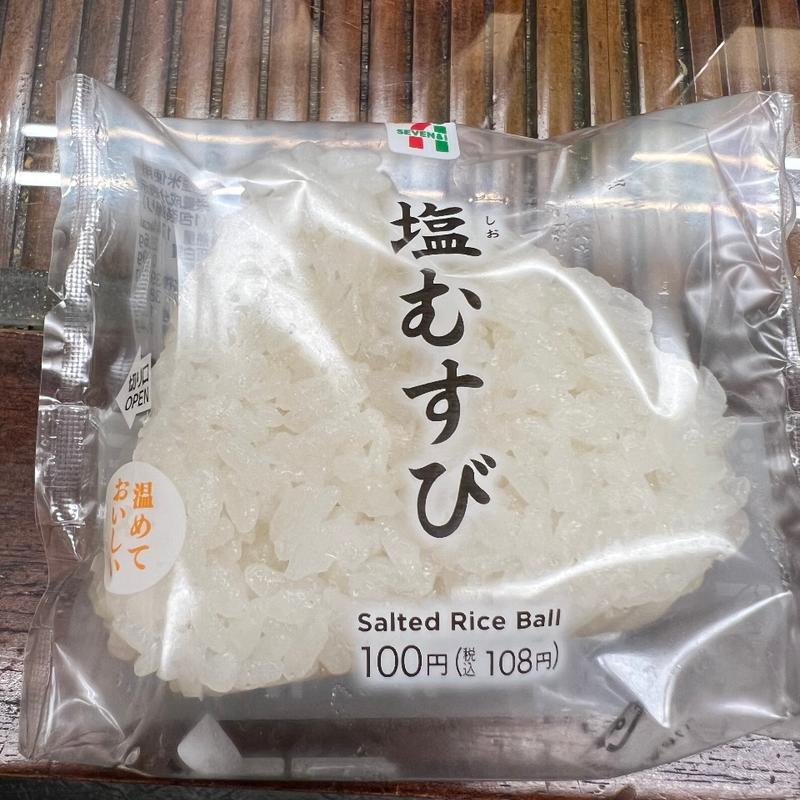 SEVEN&i
塩むすび
しお
切り口
OPEN
温めて
おいしい
Salted Rice Ball
100円(税込 108円)